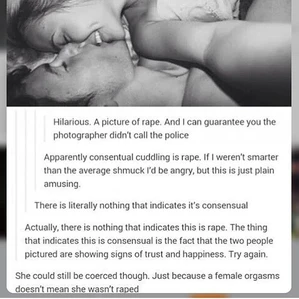 Hilarious. A picture of rape. And I can guarantee you the
photographer didn't call the police
Apparently consentual cuddling is rape. If I weren't smarter
than the average shmuck I'd be angry, but this is just plain
amusing.
There is literally nothing that indicates it's consensual
Actually, there is nothing that indicates this is rape. The thing
that indicates this is consensual is the fact that the two people
pictured are showing signs of trust and happiness. Try again.
She could still be coerced though. Just because a female orgasms
doesn't mean she wasn't raped